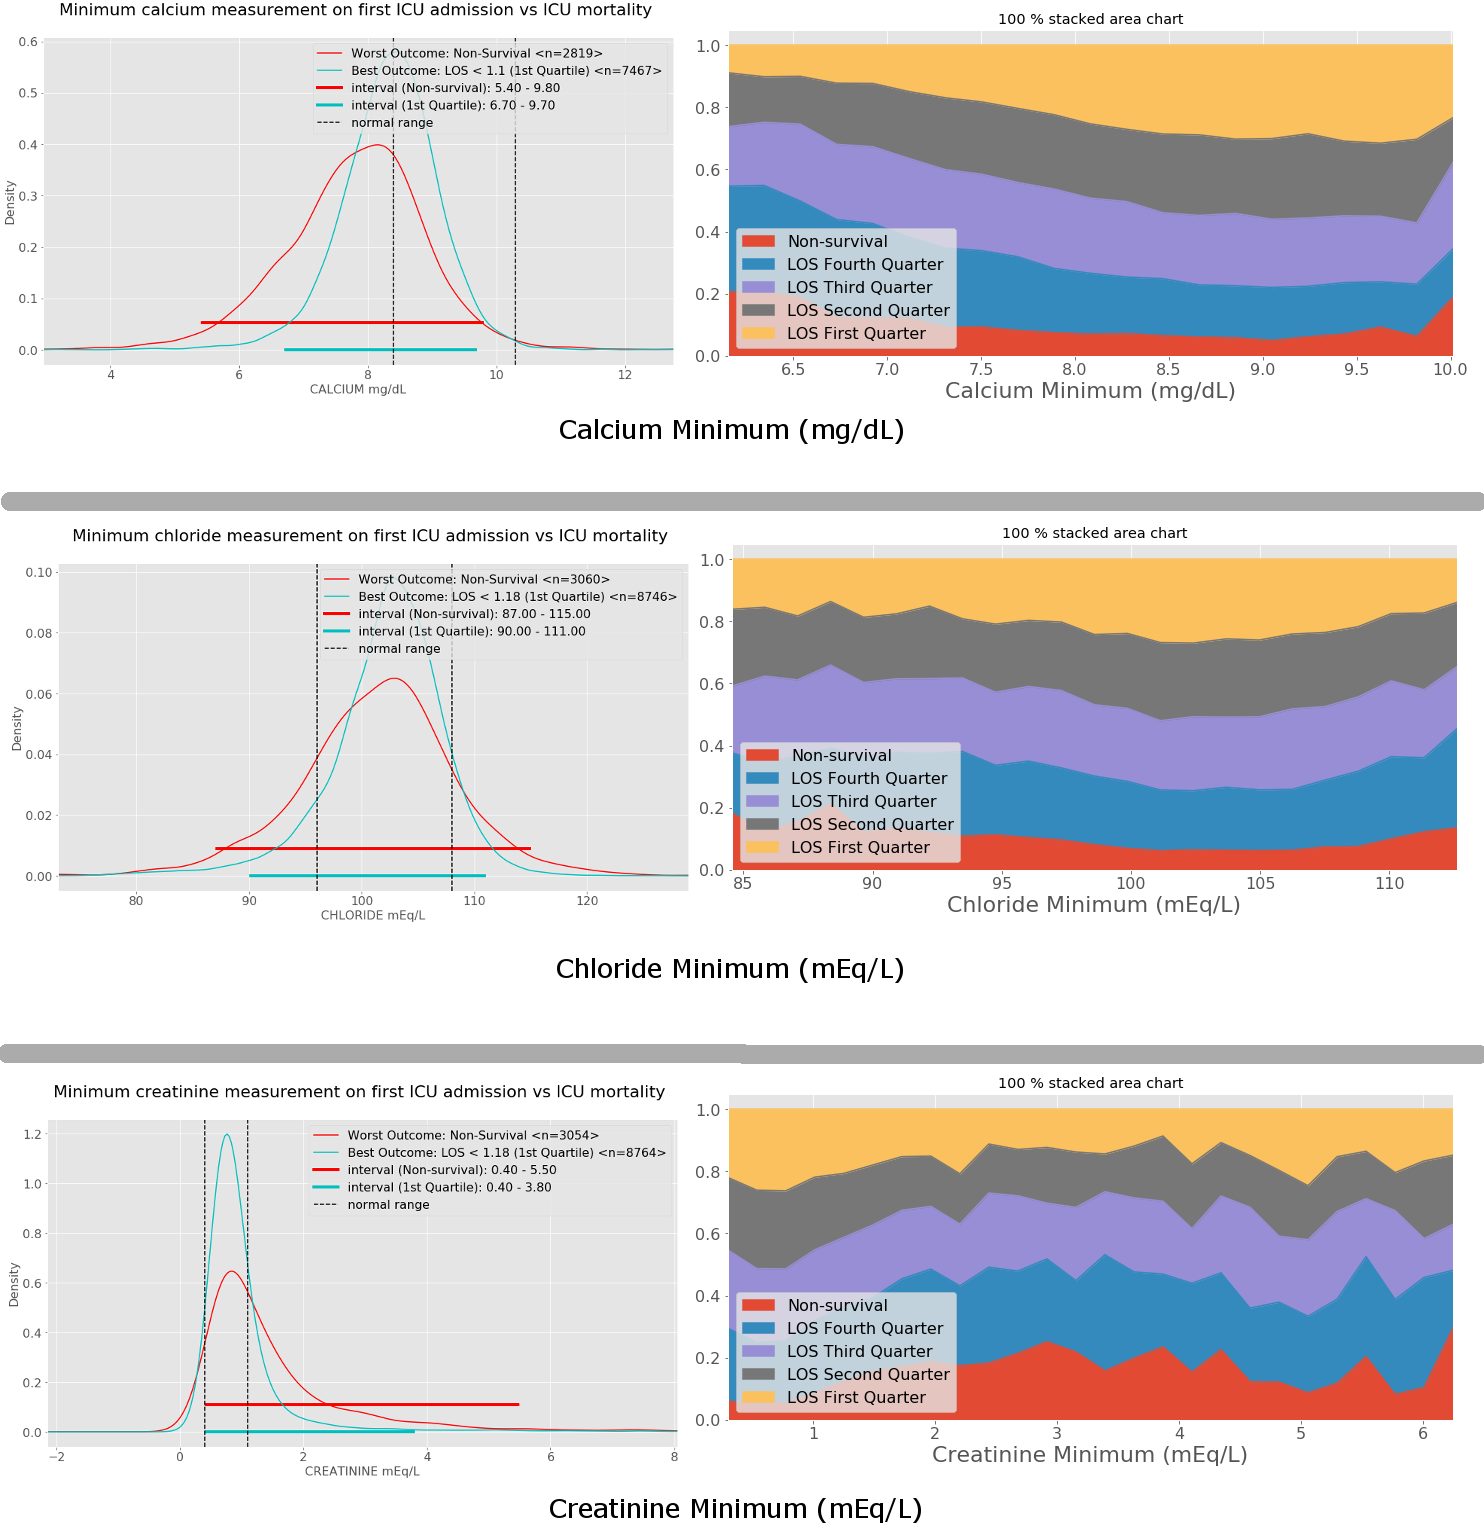 Minimum calcium measurement on first ICU admission vs ICU mortality
Worst Outcome: Non-Survival <n=2819>
Best Outcome: LOS < 1.1 (1st Quartile) <n=7467>
interval (Non-survival): 5.40 - 9.80
interval (1st Quartile): 6.70 - 9.70
normal range
0.6
0.5
0.4
0.3
0.2
0.1
0.0
Density
4 6 8 10 12
CALCIUM mg/dL
100 % stacked area chart
1.0
0.8
0.6
0.4
0.2
0.0
Non-survival
LOS Fourth Quarter
LOS Third Quarter
LOS Second Quarter
LOS First Quarter
6.5 7.0 7.5 8.0 8.5 9.0 9.5 10.0
Calcium Minimum (mg/dL)
Calcium Minimum (mg/dL)
Minimum chloride measurement on first ICU admission vs ICU mortality
Worst Outcome: Non-Survival <n=3060>
Best Outcome: LOS < 1.18 (1st Quartile) <n=8746>
interval (Non-survival): 87.00 - 115.00
interval (1st Quartile): 90.00 - 111.00
normal range
0.10
0.08
0.06
0.04
0.02
0.00
Density
80 90 100 110 120
CHLORIDE mEq/L
100 % stacked area chart
1.0
0.8
0.6
0.4
0.2
0.0
Non-survival
LOS Fourth Quarter
LOS Third Quarter
LOS Second Quarter
LOS First Quarter
85 90 95 100 105 110
Chloride Minimum (mEq/L)
Chloride Minimum (mEq/L)
Minimum creatinine measurement on first ICU admission vs ICU mortality
Worst Outcome: Non-Survival <n=3054>
Best Outcome: LOS < 1.18 (1st Quartile) <n=8764>
interval (Non-survival): 0.40 - 5.50
interval (1st Quartile): 0.40 - 3.80
normal range
1.2
1.0
0.8
0.6
0.4
0.2
0.0
Density
−2 0 2 4 6 8
CREATININE mEq/L
100 % stacked area chart
1.0
0.8
0.6
0.4
0.2
0.0
Non-survival
LOS Fourth Quarter
LOS Third Quarter
LOS Second Quarter
LOS First Quarter
1 2 3 4 5 6
Creatinine Minimum (mEq/L)
Creatinine Minimum (mEq/L)